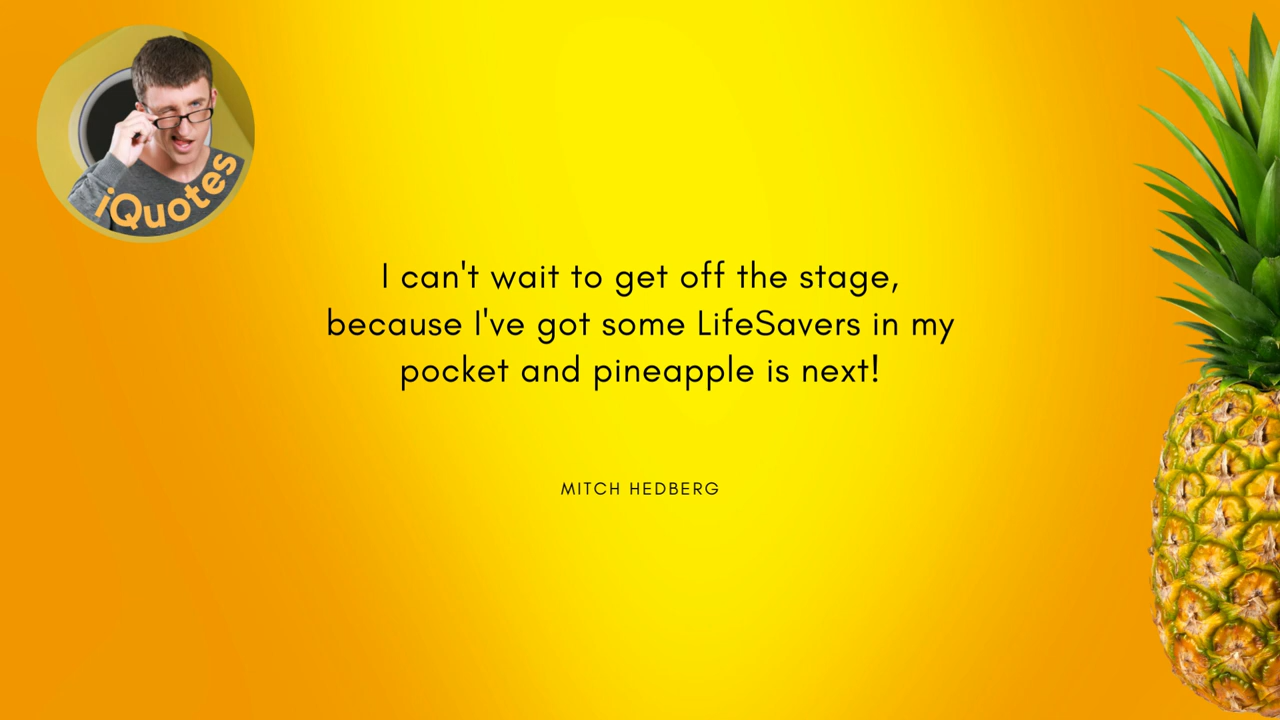 iQuotes
I can't wait to get off the stage,
because I've got some LifeSavers in my
pocket and pineapple is next!
MITCH HEDBERG